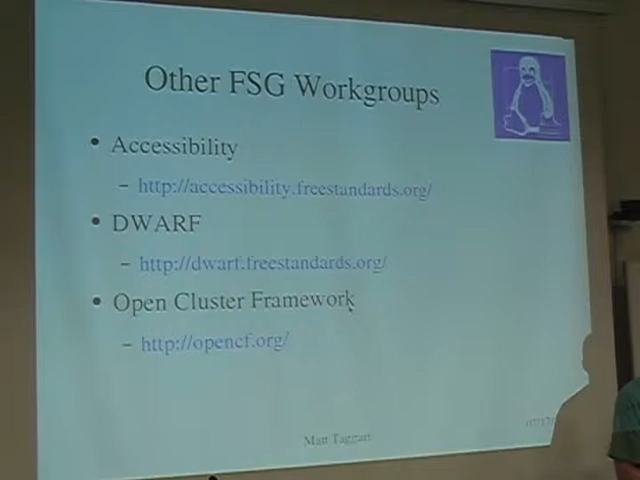 Other FSG Workgroups
• Accessibility
– http://accessibility.freestandards.org/
• DWARF
– http://dwarf.freestandards.org/
• Open Cluster Framework
– http://opencf.org/
Matt Taggart